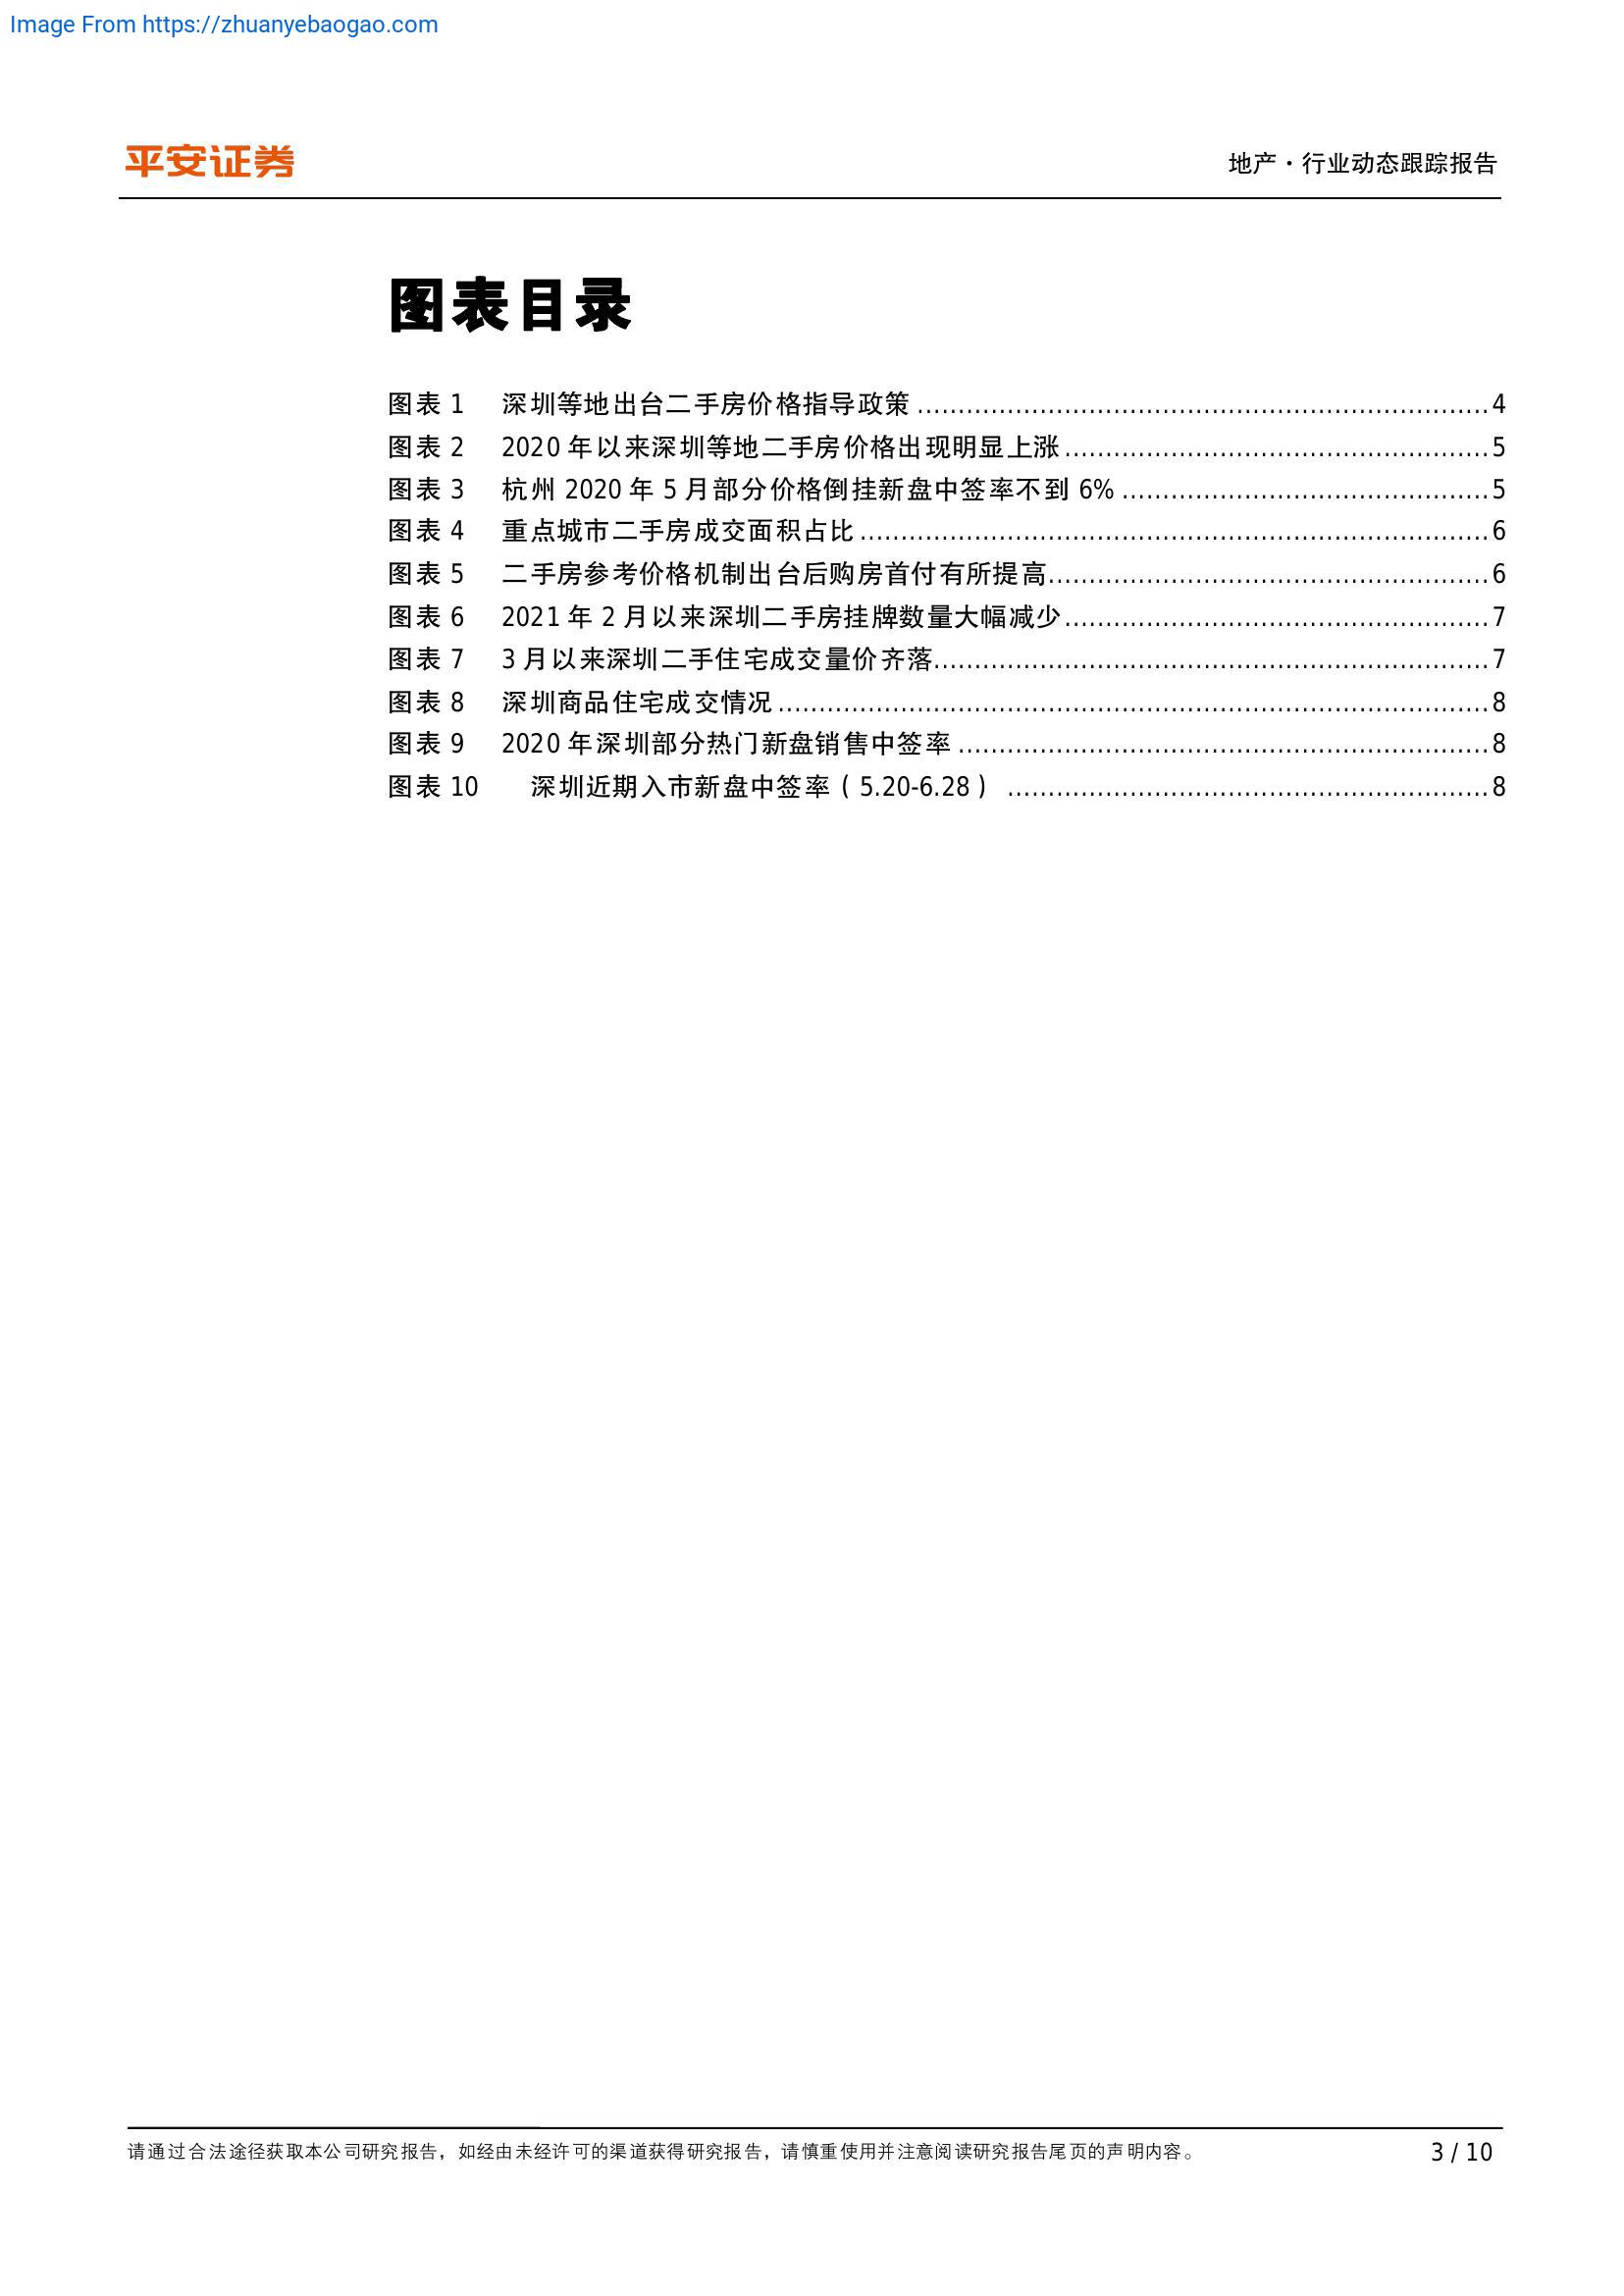 Image From https://zhuanyebaogao.com
平安证券
地产·行业动态跟踪报告
图表目录
图表 1 深圳等地出台二手房价格指导政策 ........................................................................ 4
图表 2 2020 年以来深圳等地二手房价格出现明显上涨 ..................................................... 5
图表 3 杭州 2020 年 5 月部分价格倒挂新盘中签率不到 6% .............................................. 5
图表 4 重点城市二手房成交面积占比 ............................................................................... 6
图表 5 二手房参考价格机制出台后购房首付有所提高....................................................... 6
图表 6 2021 年 2 月以来深圳二手房挂牌数量大幅减少..................................................... 7
图表 7 3 月以来深圳二手住宅成交量价齐落...................................................................... 7
图表 8 深圳商品住宅成交情况 ......................................................................................... 8
图表 9 2020 年深圳部分热门新盘销售中签率 ................................................................... 8
图表 10 深圳近期入市新盘中签率（5.20-6.28） ............................................................. 8
请通过合法途径获取本公司研究报告，如经由未经许可的渠道获得研究报告，请慎重使用并注意阅读研究报告尾页的声明内容。
3 / 10